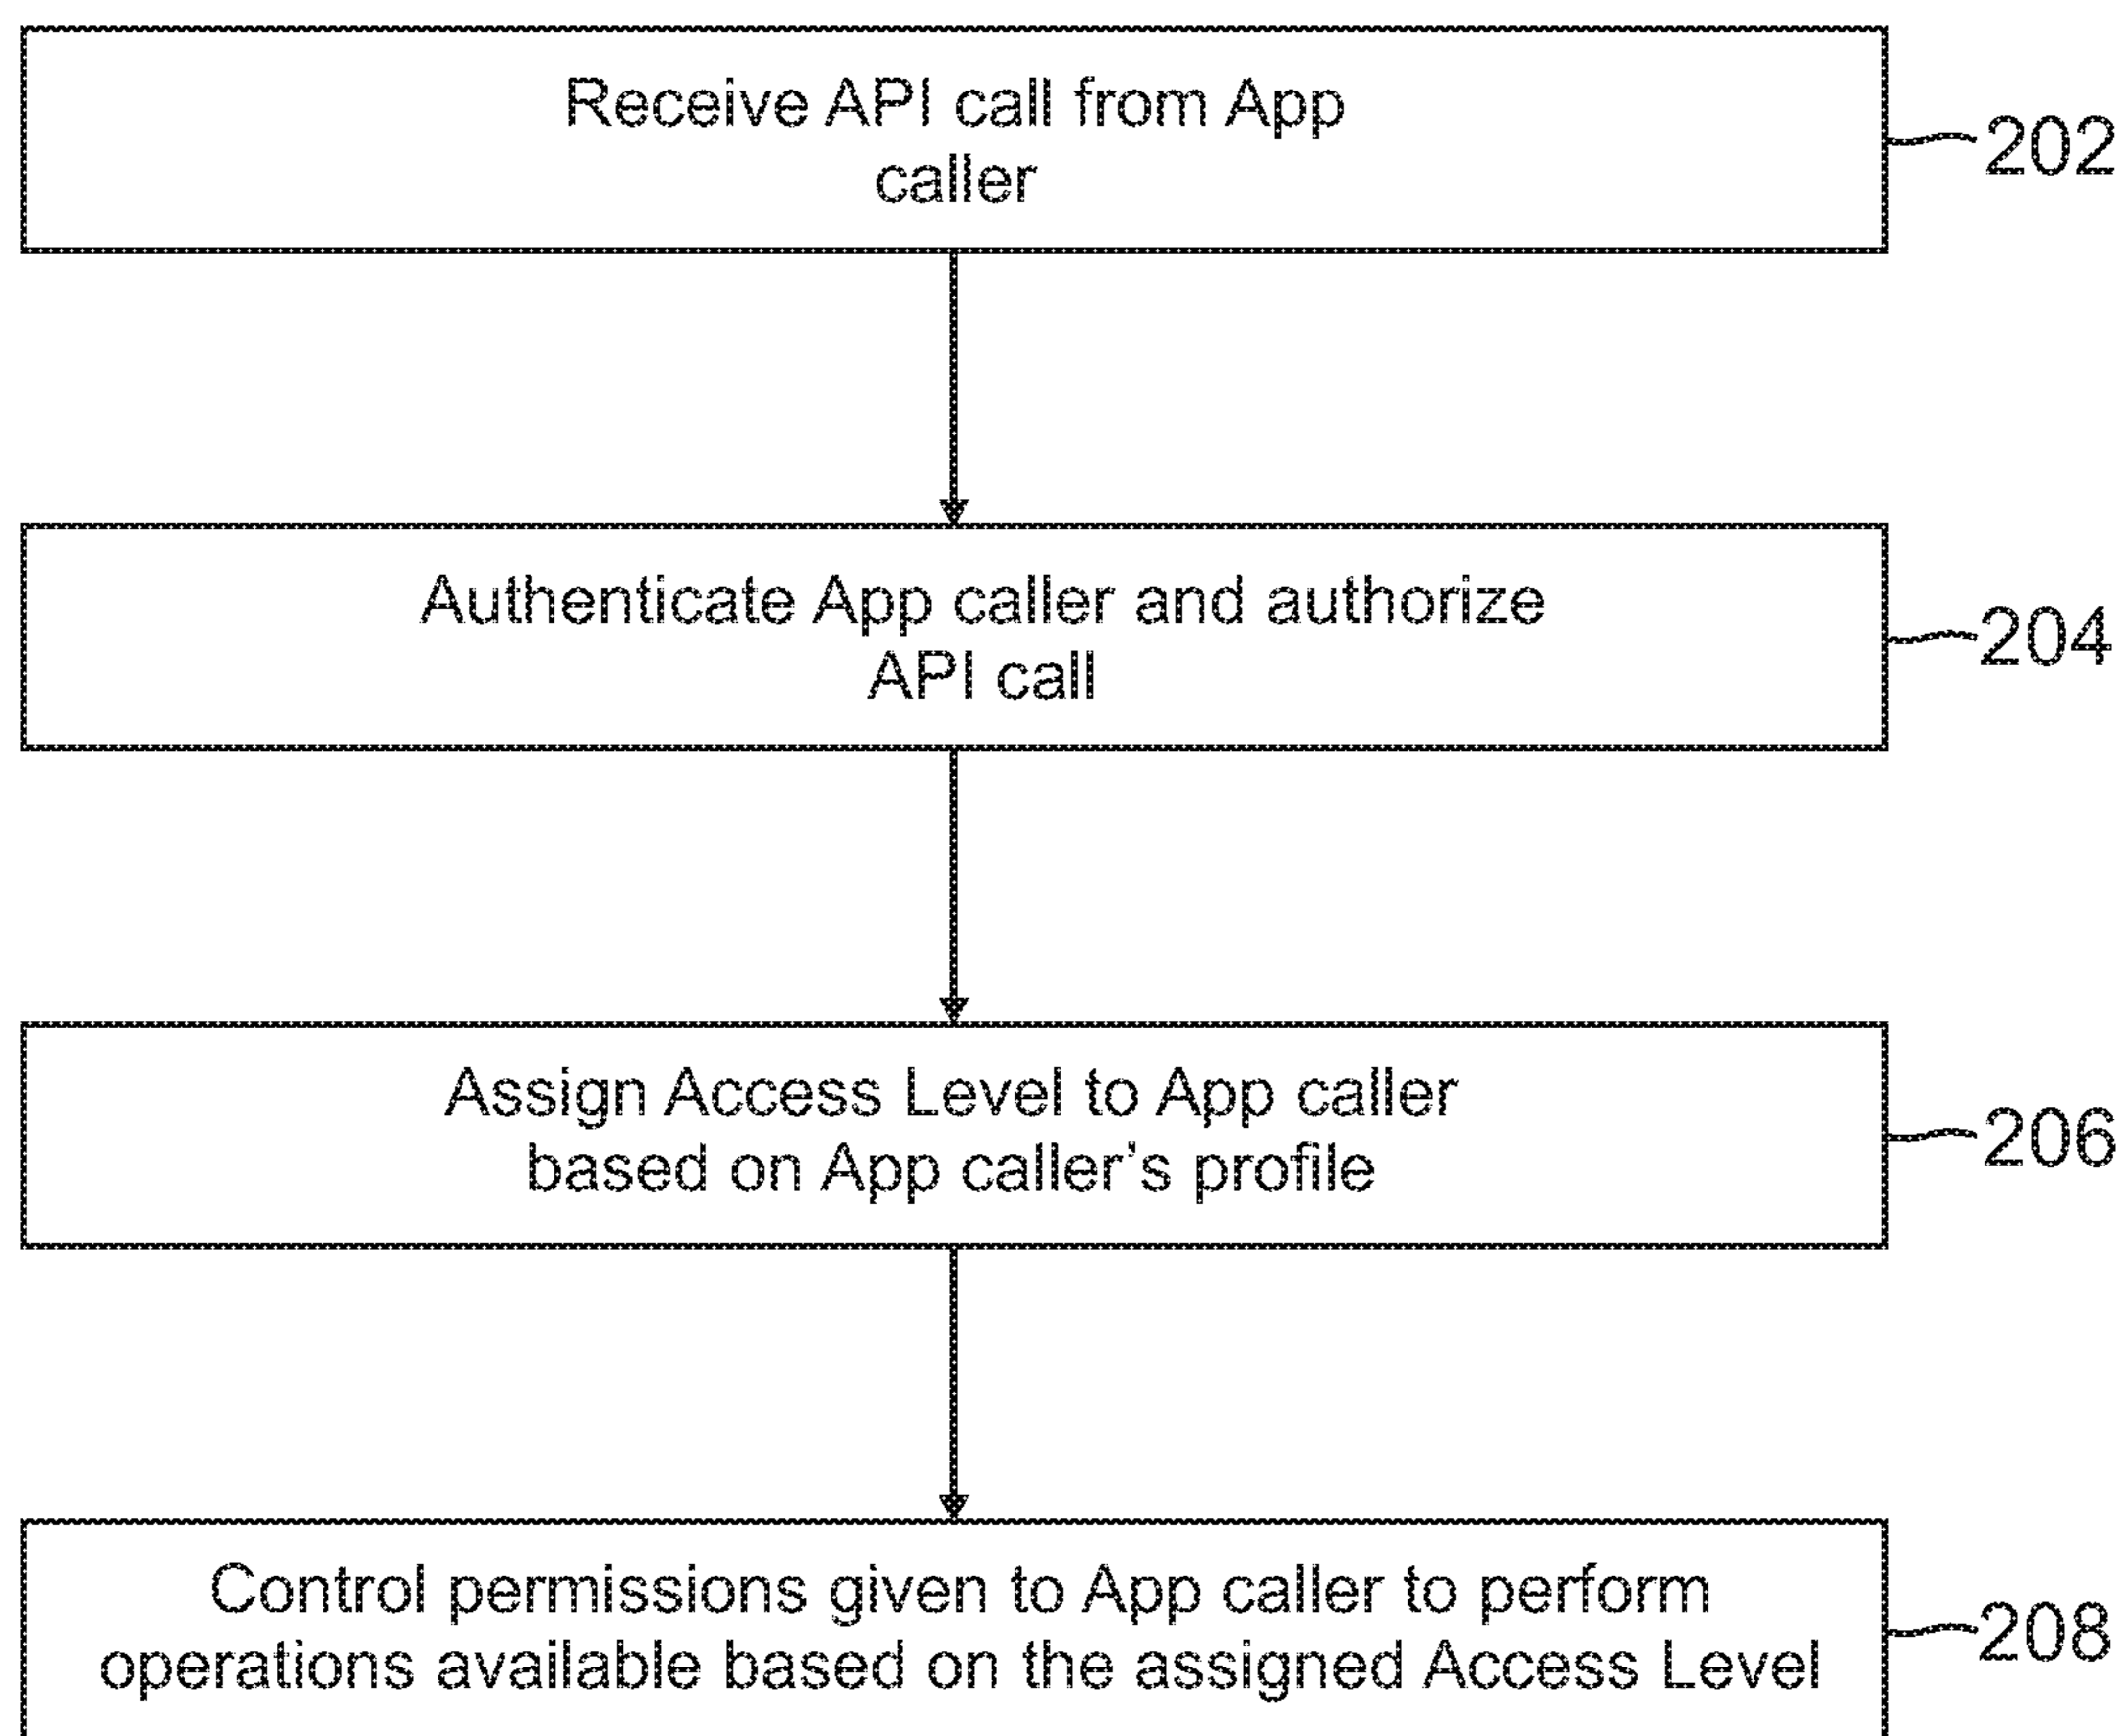 Receive API call from App
caller
202
Authenticate App caller and authorize
API call
204
Assign Access Level to App caller
based on App caller’s profile
206
Control permissions given to App caller to perform
operations available based on the assigned Access Level
208